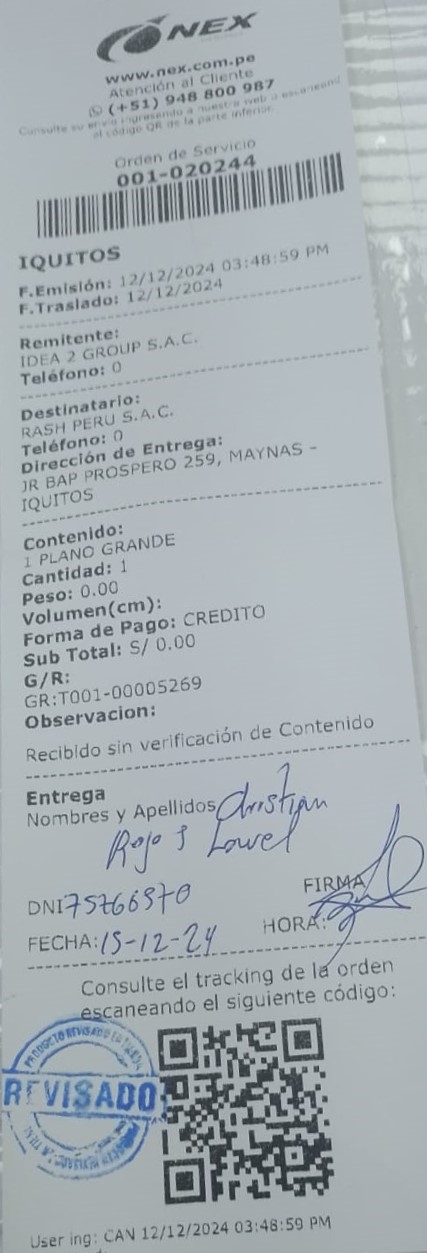 NEX
www.nex.com.pe
Atención al Cliente
(+51) 948 800 987
Consulte su envío ingresando a nuestra web o escaneando
el código QR de la parte inferior.
Orden de Servicio
001-020244
IQUITOS
F.Emisión: 12/12/2024 03:48:59 PM
F.Traslado: 12/12/2024
Remitente:
IDEA 2 GROUP S.A.C.
Teléfono: 0
Destinatario:
RASH PERU S.A.C.
Teléfono: 0
Dirección de Entrega:
JR BAP PROSPERO 259, MAYNAS -
IQUITOS
Contenido:
1 PLANO GRANDE
Cantidad: 1
Peso: 0.00
Volumen(cm):
Forma de Pago: CREDITO
Sub Total: S/ 0.00
G/R:
GR:T001-00005269
Observacion:
Recibido sin verificación de Contenido
Entrega
Nombres y Apellidos Christian
DNI
FIRMA
FECHA: 15-12-24
HORA:
Consulte el tracking de la orden
escaneando el siguiente código:
REVISADO
User ing: CAN 12/12/2024 03:48:59 PM